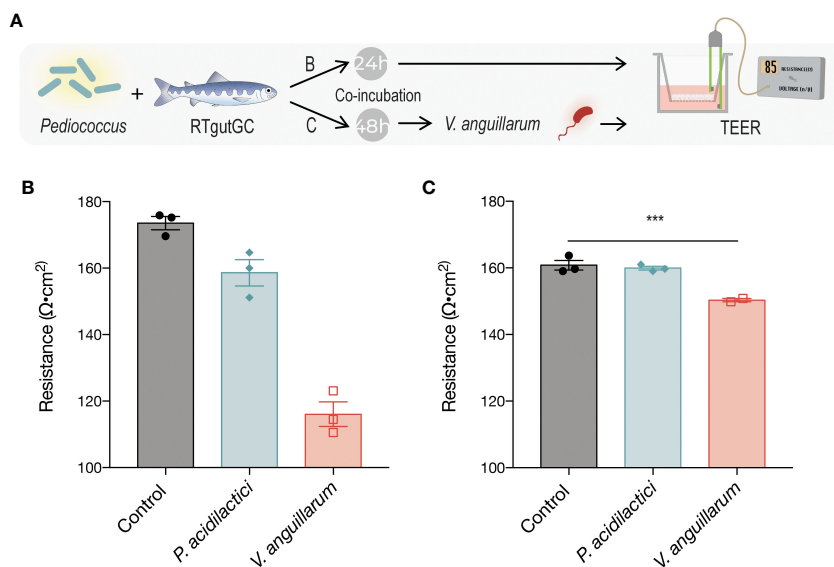 A
Pediococcus
+
RTgutGC
B
24h
Co-incubation
C
48h
V. anguillarum
85
RESISTANCE(Ω)
TEER
B
Resistance (Ω•cm2)
180
160
140
120
100
Control
P. acidilactici
V. anguillarum
C
Resistance (Ω•cm2)
180
160
140
120
100
***
Control
P. acidilactici
V. anguillarum